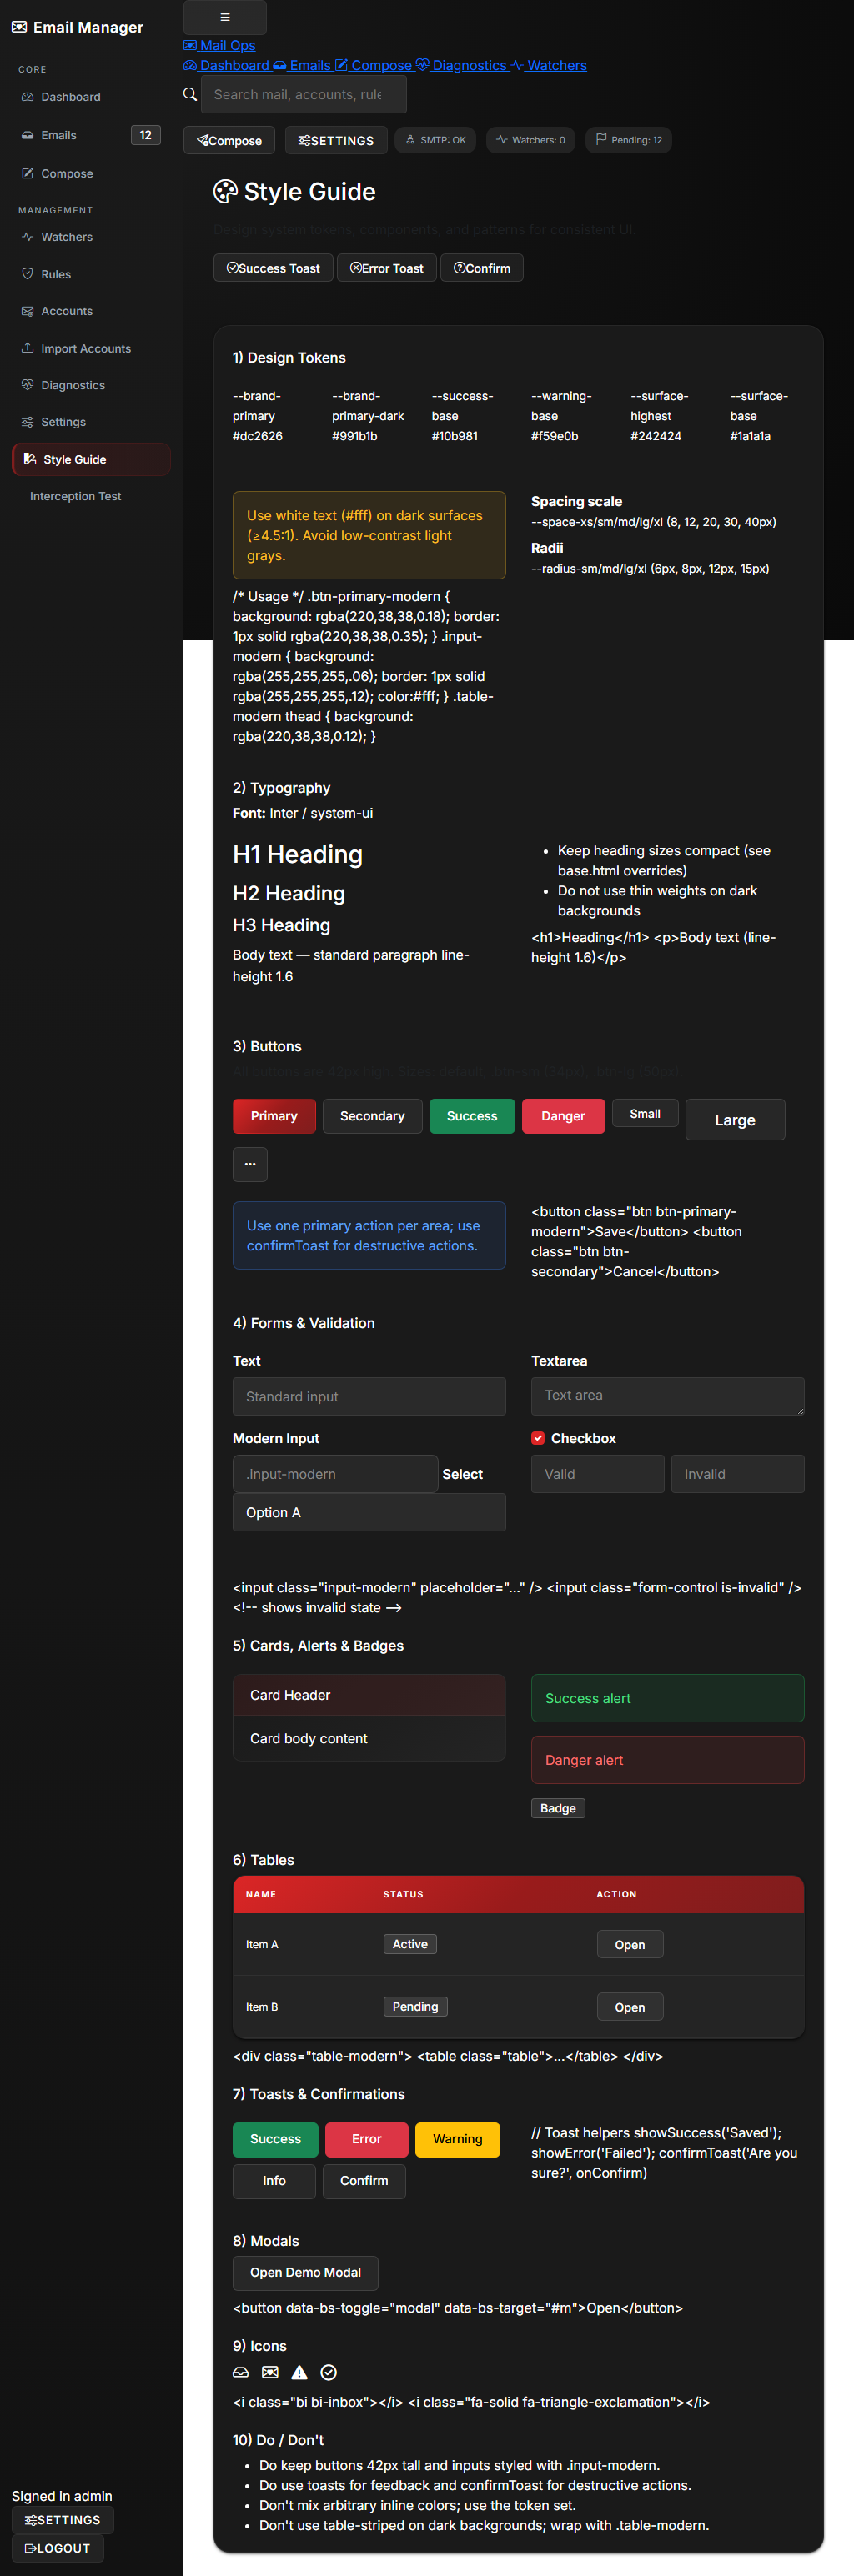 Email Manager
CORE
Dashboard
Emails 12
Compose
MANAGEMENT
Watchers
Rules
Accounts
Import Accounts
Diagnostics
Settings
Style Guide
Interception Test
Signed in admin
SETTINGS
LOGOUT
Mail Ops
Dashboard Emails Compose Diagnostics Watchers
Search mail, accounts, rule
Compose SETTINGS SMTP: OK Watchers: 0 Pending: 12
Style Guide
Design system tokens, components, and patterns for consistent UI.
Success Toast Error Toast Confirm
1) Design Tokens
--brand-
primary
#dc2626
--brand-
primary-dark
#991b1b
--success-
base
#10b981
--warning-
base
#f59e0b
--surface-
highest
#242424
--surface-
base
#1a1a1a
Use white text (#fff) on dark surfaces
(≥4.5:1). Avoid low-contrast light
grays.
/* Usage */ .btn-primary-modern {
background: rgba(220,38,38,0.18); border:
1px solid rgba(220,38,38,0.35); } .input-
modern { background:
rgba(255,255,255,.06); border: 1px solid
rgba(255,255,255,.12); color:#fff; } .table-
modern thead { background:
rgba(220,38,38,0.12); }
Spacing scale
--space-xs/sm/md/lg/xl (8, 12, 20, 30, 40px)
Radii
--radius-sm/md/lg/xl (6px, 8px, 12px, 15px)
2) Typography
Font: Inter / system-ui
H1 Heading
H2 Heading
H3 Heading
Body text — standard paragraph line-
height 1.6
• Keep heading sizes compact (see
base.html overrides)
• Do not use thin weights on dark
backgrounds
<h1>Heading</h1> <p>Body text (line-
height 1.6)</p>
3) Buttons
All buttons are 42px high. Sizes: default, .btn-sm (34px), .btn-lg (50px).
Primary Secondary Success Danger Small Large
Use one primary action per area; use
confirmToast for destructive actions.
<button class="btn btn-primary-
modern">Save</button> <button
class="btn btn-
secondary">Cancel</button>
4) Forms & Validation
Text
Standard input
Textarea
Text area
Modern Input
.input-modern Select
Option A
Checkbox
Valid Invalid
<input class="input-modern" placeholder="..." /> <input class="form-control is-invalid" />
<!-- shows invalid state -->
5) Cards, Alerts & Badges
Card Header
Card body content
Success alert
Danger alert
Badge
6) Tables
NAME STATUS ACTION
Item A Active Open
Item B Pending Open
<div class="table-modern"> <table class="table">...</table> </div>
7) Toasts & Confirmations
Success Error Warning
Info Confirm
// Toast helpers showSuccess('Saved');
showError('Failed'); confirmToast('Are you
sure?', onConfirm)
8) Modals
Open Demo Modal
<button data-bs-toggle="modal" data-bs-target="#m">Open</button>
9) Icons
<i class="bi bi-inbox"></i> <i class="fa-solid fa-triangle-exclamation"></i>
10) Do / Don't
• Do keep buttons 42px tall and inputs styled with .input-modern.
• Do use toasts for feedback and confirmToast for destructive actions.
• Don't mix arbitrary inline colors; use the token set.
• Don't use table-striped on dark backgrounds; wrap with .table-modern.